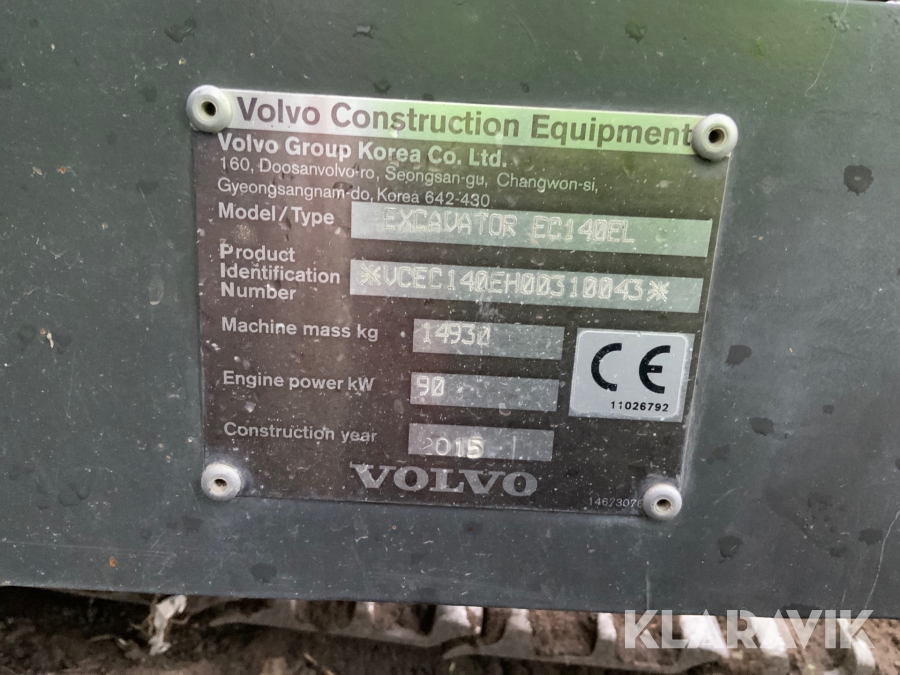 Volvo Construction Equipment
Volvo Group Korea Co. Ltd.
160, Doosanvolvo-ro, Seongsan-gu, Changwon-si,
Gyeongsangnam-do, Korea 642-430
Model/Type EXCAVATOR EC140EL
Product
Identification
Number
*VCEC140EH00310043*
Machine mass kg 14930
Engine power kW 90
CE
11026792
Construction year 2015
VOLVO
KLARAVIK